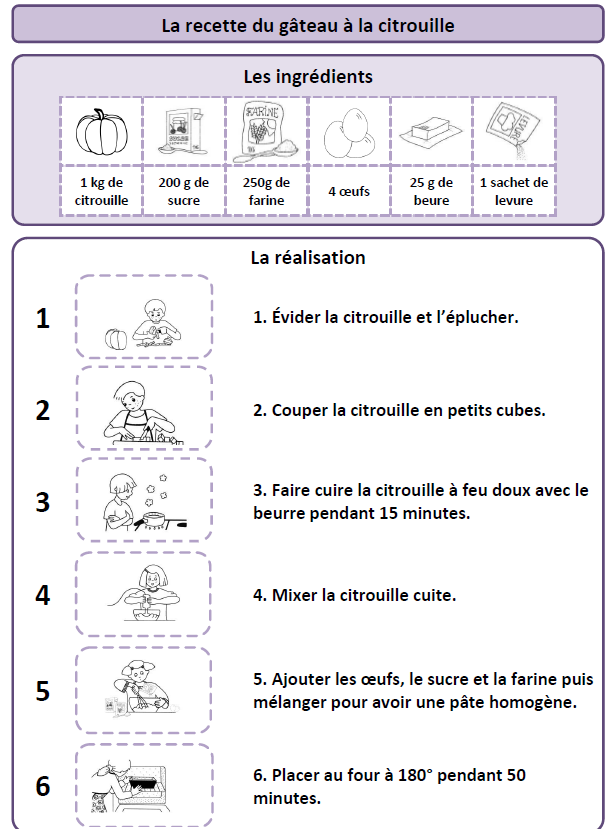 La recette du gâteau à la citrouille
Les ingrédients
FARINE
1 kg de
citrouille
200 g de
sucre
250g de
farine
4 œufs
25 g de
beure
1 sachet de
levure
La réalisation
1
1. Évider la citrouille et l’éplucher.
2
2. Couper la citrouille en petits cubes.
3
3. Faire cuire la citrouille à feu doux avec le
beurre pendant 15 minutes.
4
4. Mixer la citrouille cuite.
5
5. Ajouter les œufs, le sucre et la farine puis
mélanger pour avoir une pâte homogène.
6
6. Placer au four à 180° pendant 50
minutes.